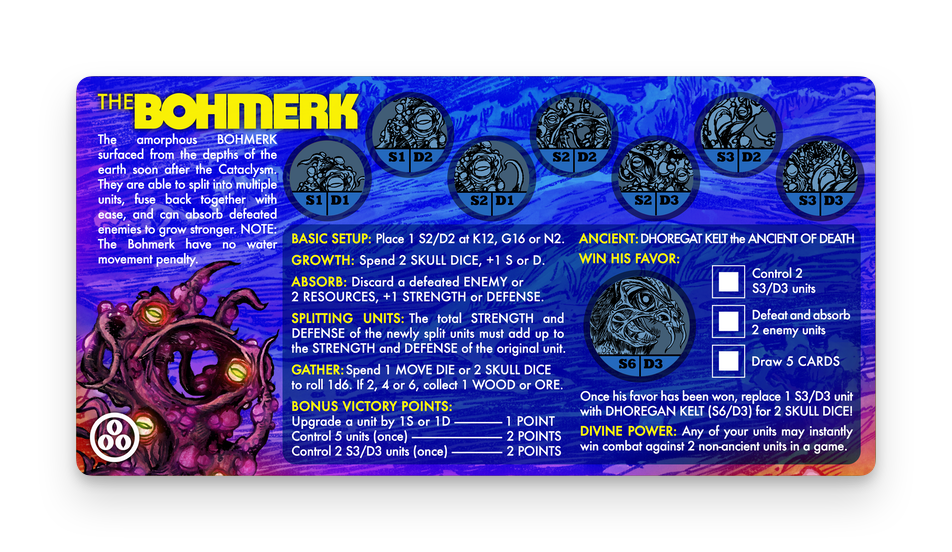 THE BOHMERK
The amorphous BOHMERK
surfaced from the depths of the
earth soon after the Cataclysm.
They are able to split into multiple
units, fuse back together with
ease, and can absorb defeated
enemies to grow stronger. NOTE:
The Bohmerk have no water
movement penalty.
S1 D1
S1 D2
S2 D1
S2 D2
S2 D3
S3 D2
S3 D3
BASIC SETUP: Place 1 S2/D2 at K12, G16 or N2.
GROWTH: Spend 2 SKULL DICE, +1 S or D.
ABSORB: Discard a defeated ENEMY or
2 RESOURCES, +1 STRENGTH or DEFENSE.
SPLITTING UNITS: The total STRENGTH and
DEFENSE of the newly split units must add up to
the STRENGTH and DEFENSE of the original unit.
GATHER: Spend 1 MOVE DIE or 2 SKULL DICE
to roll 1d6. If 2, 4 or 6, collect 1 WOOD or ORE.
BONUS VICTORY POINTS:
Upgrade a unit by 1S or 1D 1 POINT
Control 5 units (once) 2 POINTS
Control 2 S3/D3 units (once) 2 POINTS
ANCIENT: DHOREGAT KELT the ANCIENT OF DEATH
WIN HIS FAVOR:
S6 D3
Control 2
S3/D3 units
Defeat and absorb
2 enemy units
Draw 5 CARDS
Once his favor has been won, replace 1 S3/D3 unit
with DHOREGAN KELT (S6/D3) for 2 SKULL DICE!
DIVINE POWER: Any of your units may instantly
win combat against 2 non-ancient units in a game.